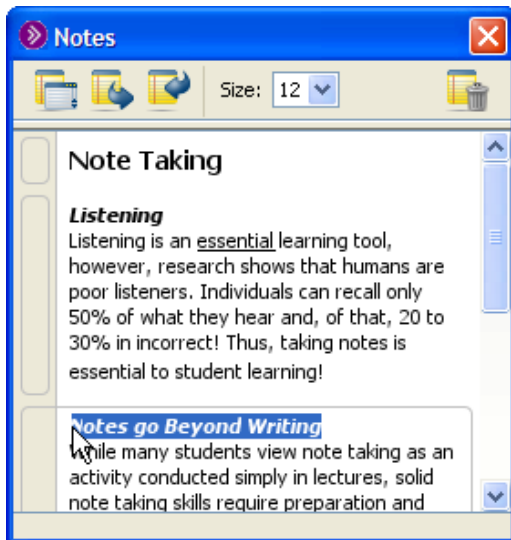 Notes
Size: 12
Note Taking
Listening
Listening is an essential learning tool,
however, research shows that humans are
poor listeners. Individuals can recall only
50% of what they hear and, of that, 20 to
30% in incorrect! Thus, taking notes is
essential to student learning!
Notes go Beyond Writing
While many students view note taking as an
activity conducted simply in lectures, solid
note taking skills require preparation and